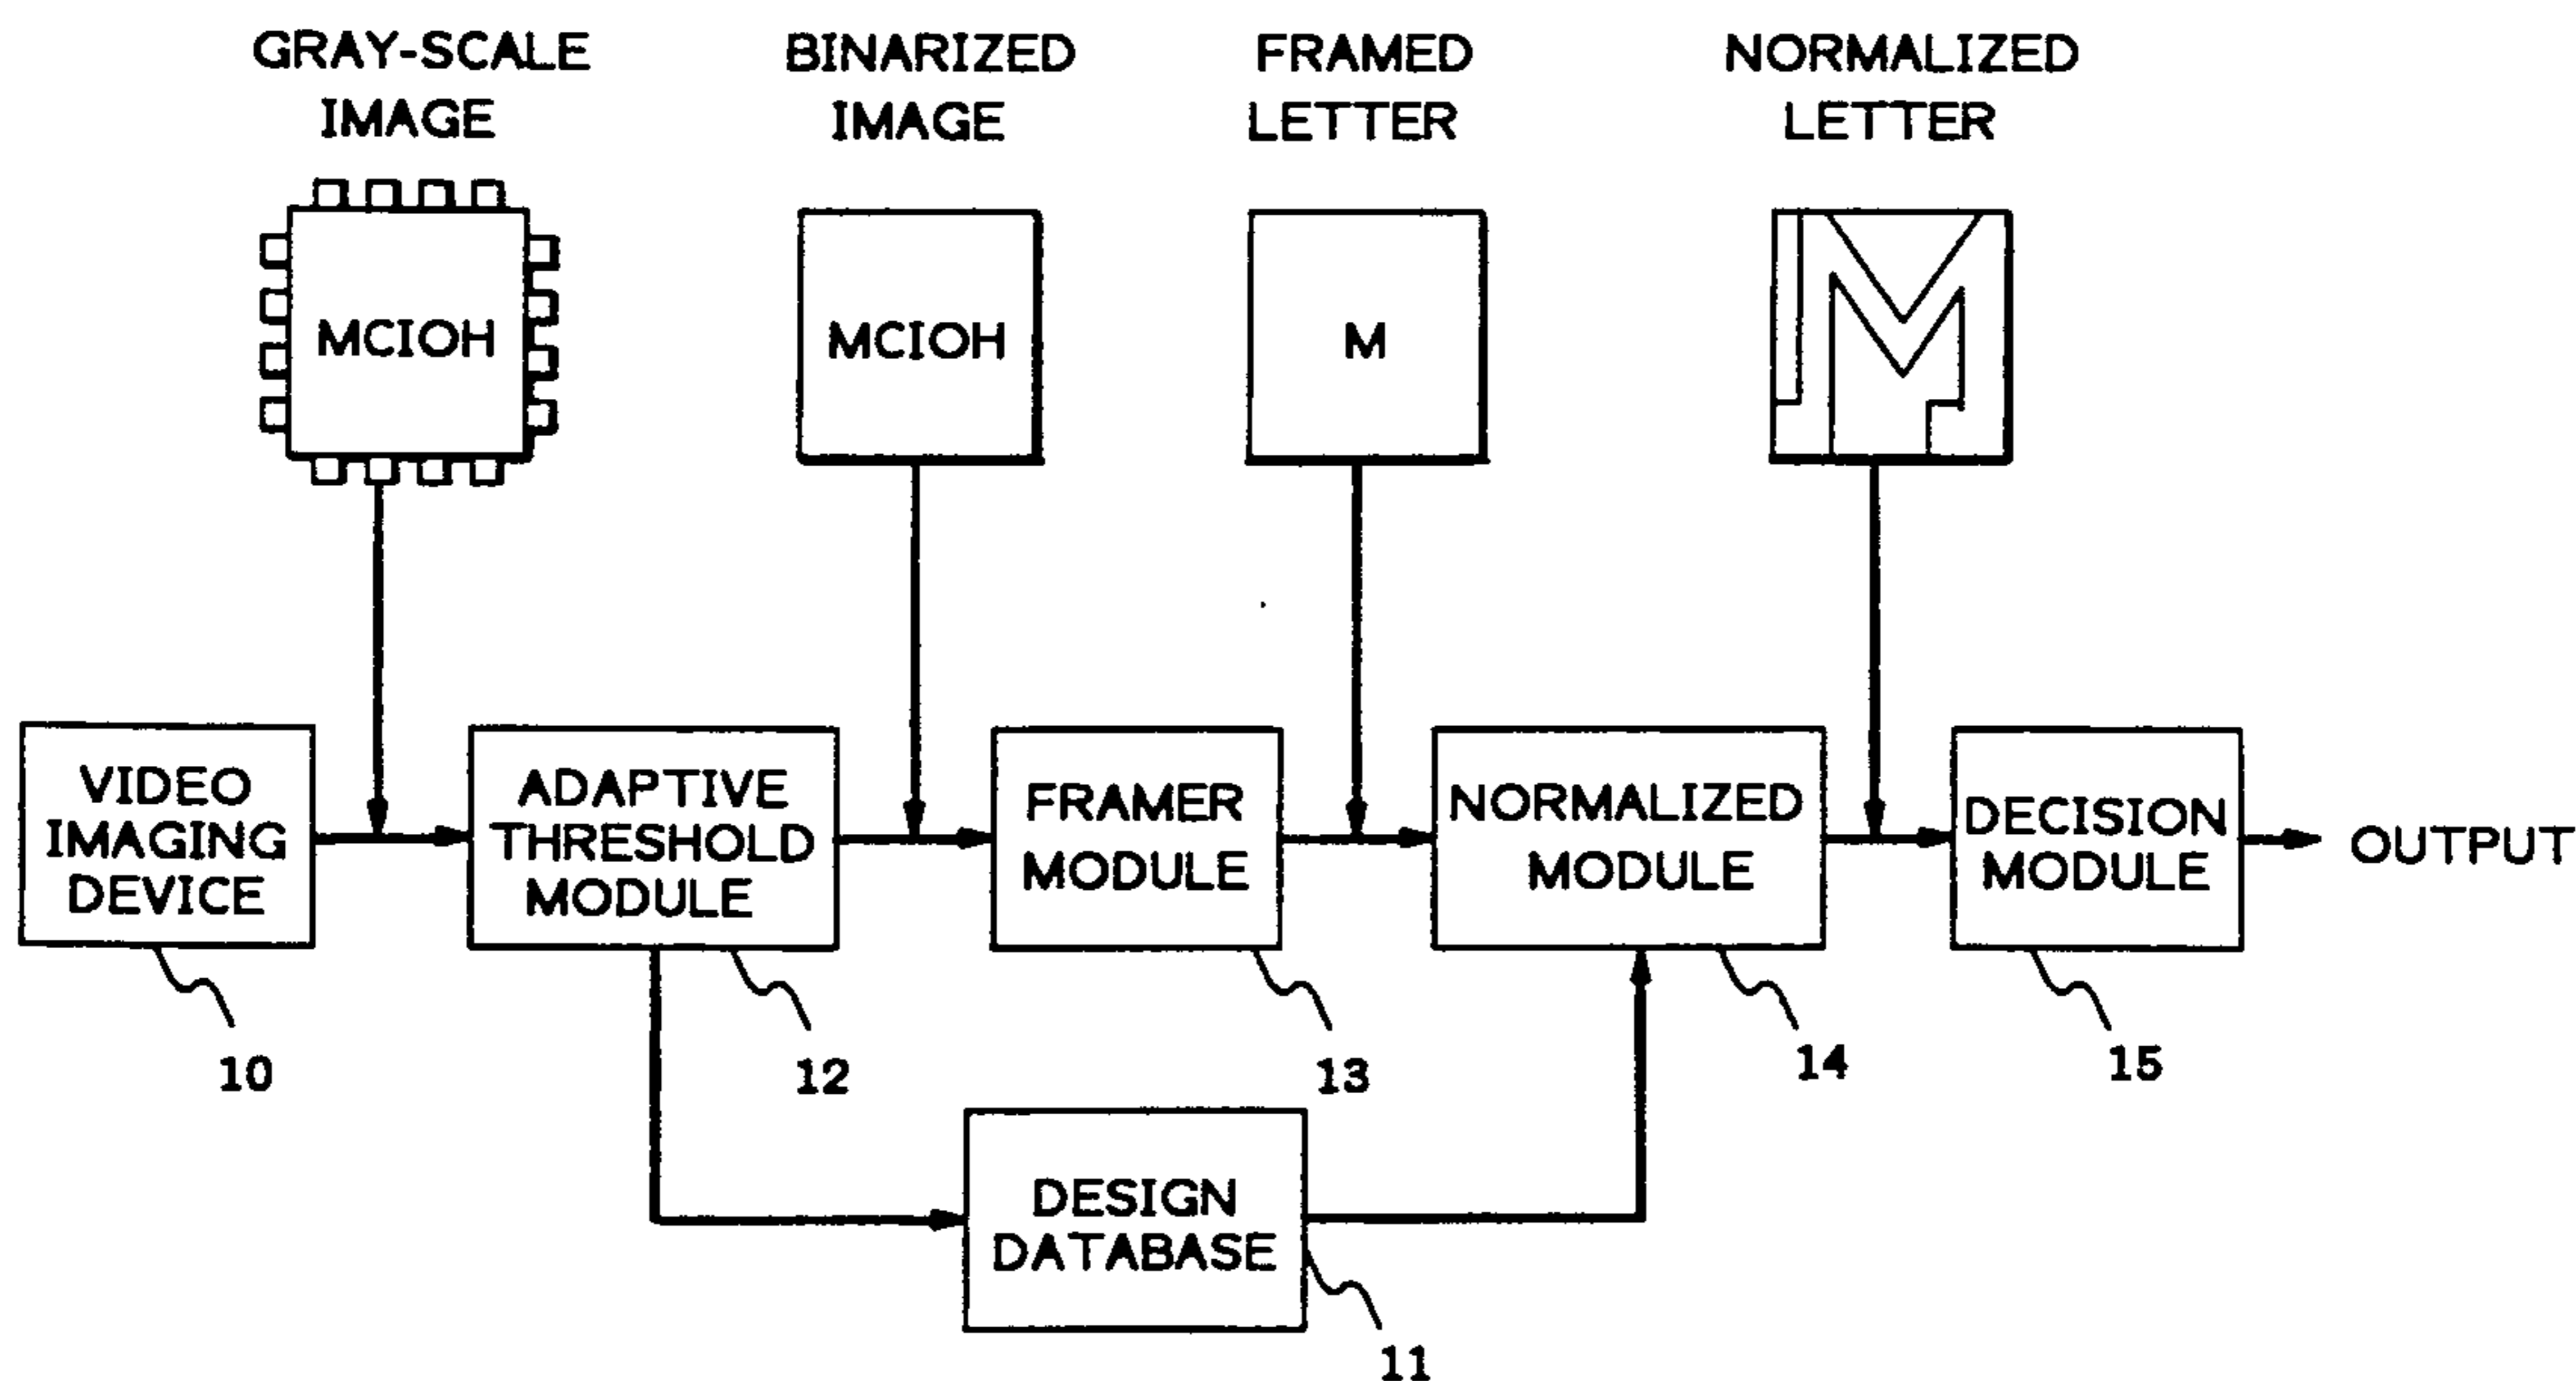 GRAY-SCALE
IMAGE
BINARIZED
IMAGE
FRAMED
LETTER
NORMALIZED
LETTER
MCIOH
MCIOH
M
M
VIDEO
IMAGING
DEVICE
ADAPTIVE
THRESHOLD
MODULE
FRAMER
MODULE
NORMALIZED
MODULE
DECISION
MODULE
OUTPUT
10
12
13
14
15
DESIGN
DATABASE
11